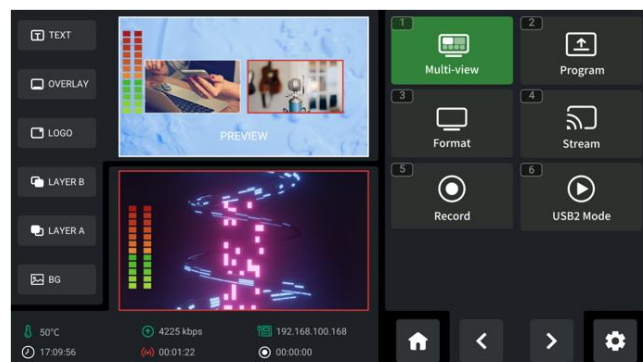 TEXT
OVERLAY
LOGO
LAYER B
LAYER A
BG
PREVIEW
1
Multi-view
2
Program
3
Format
4
Stream
5
Record
6
USB2 Mode
50°C
4225 kbps
192.168.100.168
17:09:56
00:01:22
00:00:00